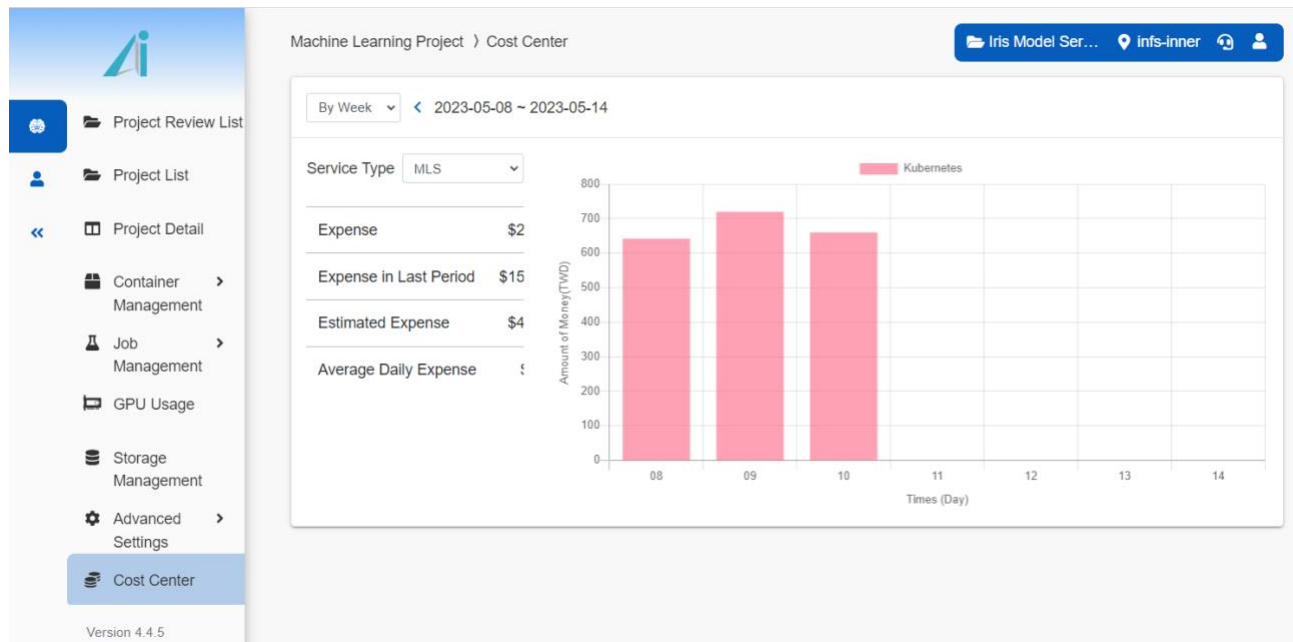 Machine Learning Project 〉 Cost Center
Iris Model Ser...
infs-inner
Project Review List
Project List
Project Detail
Container
Management
Job
Management
GPU Usage
Storage
Management
Advanced
Settings
Cost Center
Version 4.4.5
By Week
2023-05-08 ~ 2023-05-14
Service Type
MLS
Expense $2
Expense in Last Period $15
Estimated Expense $4
Average Daily Expense
Kubernetes
Amount of Money(TWD)
800
700
600
500
400
300
200
100
0
08 09 10 11 12 13 14
Times (Day)